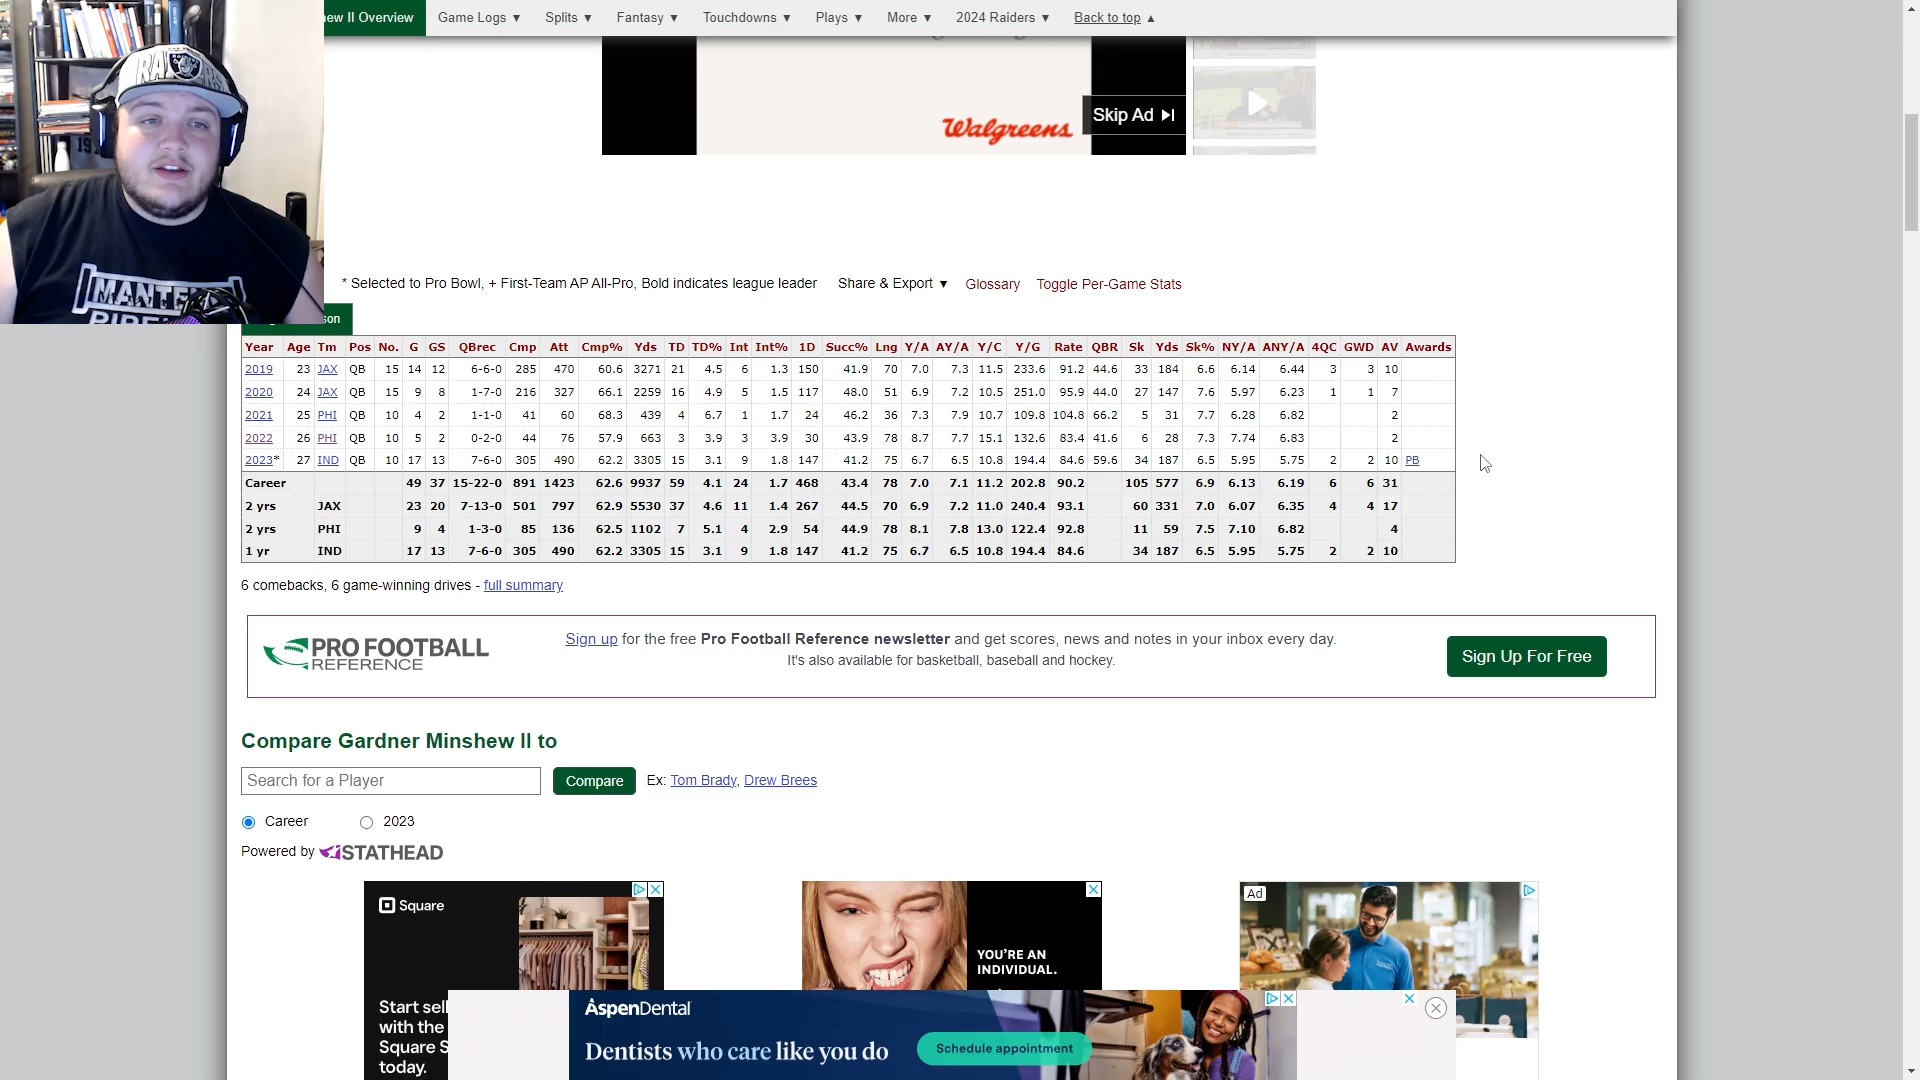 ew II Overview Game Logs ▼ Splits ▼ Fantasy ▼ Touchdowns ▼ Plays ▼ More ▼ 2024 Raiders ▼ Back to top ▲
Walgreens
Skip Ad
RAIDERS
MANTE
PIPE
* Selected to Pro Bowl, + First-Team AP All-Pro, Bold indicates league leader Share & Export ▼ Glossary Toggle Per-Game Stats
son
Year Age Tm Pos No. G GS QBrec Cmp Att Cmp% Yds TD TD% Int Int% 1D Succ% Lng Y/A AY/A Y/C Y/G Rate QBR Sk Yds Sk% NY/A ANY/A 4QC GWD AV Awards
2019 23 JAX QB 15 14 12 6-6-0 285 470 60.6 3271 21 4.5 6 1.3 150 41.9 70 7.0 7.3 11.5 233.6 91.2 44.6 33 184 6.6 6.14 6.44 3 3 10
2020 24 JAX QB 15 9 8 1-7-0 216 327 66.1 2259 16 4.9 5 1.5 117 48.0 51 6.9 7.2 10.5 251.0 95.9 44.0 27 147 7.6 5.97 6.23 1 1 7
2021 25 PHI QB 10 4 2 1-1-0 41 60 68.3 439 4 6.7 1 1.7 24 46.2 36 7.3 7.9 10.7 109.8 104.8 66.2 5 31 7.7 6.28 6.82 2
2022 26 PHI QB 10 5 2 0-2-0 44 76 57.9 663 3 3.9 3 3.9 30 43.9 78 8.7 7.7 15.1 132.6 83.4 41.6 6 28 7.3 7.74 6.83 2
2023* 27 IND QB 10 17 13 7-6-0 305 490 62.2 3305 15 3.1 9 1.8 147 41.2 75 6.7 6.5 10.8 194.4 84.6 59.6 34 187 6.5 5.95 5.75 2 2 10 PB
Career 49 37 15-22-0 891 1423 62.6 9937 59 4.1 24 1.7 468 43.4 78 7.0 7.1 11.2 202.8 90.2 105 577 6.9 6.13 6.19 6 6 31
2 yrs JAX 23 20 7-13-0 501 797 62.9 5530 37 4.6 11 1.4 267 44.5 70 6.9 7.2 11.0 240.4 93.1 60 331 7.0 6.07 6.35 4 4 17
2 yrs PHI 9 4 1-3-0 85 136 62.5 1102 7 5.1 4 2.9 54 44.9 78 8.1 7.8 13.0 122.4 92.8 11 59 7.5 7.10 6.82 4
1 yr IND 17 13 7-6-0 305 490 62.2 3305 15 3.1 9 1.8 147 41.2 75 6.7 6.5 10.8 194.4 84.6 34 187 6.5 5.95 5.75 2 2 10
6 comebacks, 6 game-winning drives - full summary
PRO FOOTBALL
REFERENCE
Sign up for the free Pro Football Reference newsletter and get scores, news and notes in your inbox every day.
It's also available for basketball, baseball and hockey.
Sign Up For Free
Compare Gardner Minshew II to
Search for a Player Compare Ex: Tom Brady, Drew Brees
Career 2023
Powered by STATHEAD
Square
Start sell
with the
Square S
today.
YOU'RE AN
INDIVIDUAL.
Ad
AspenDental
Dentists who care like you do
Schedule appointment